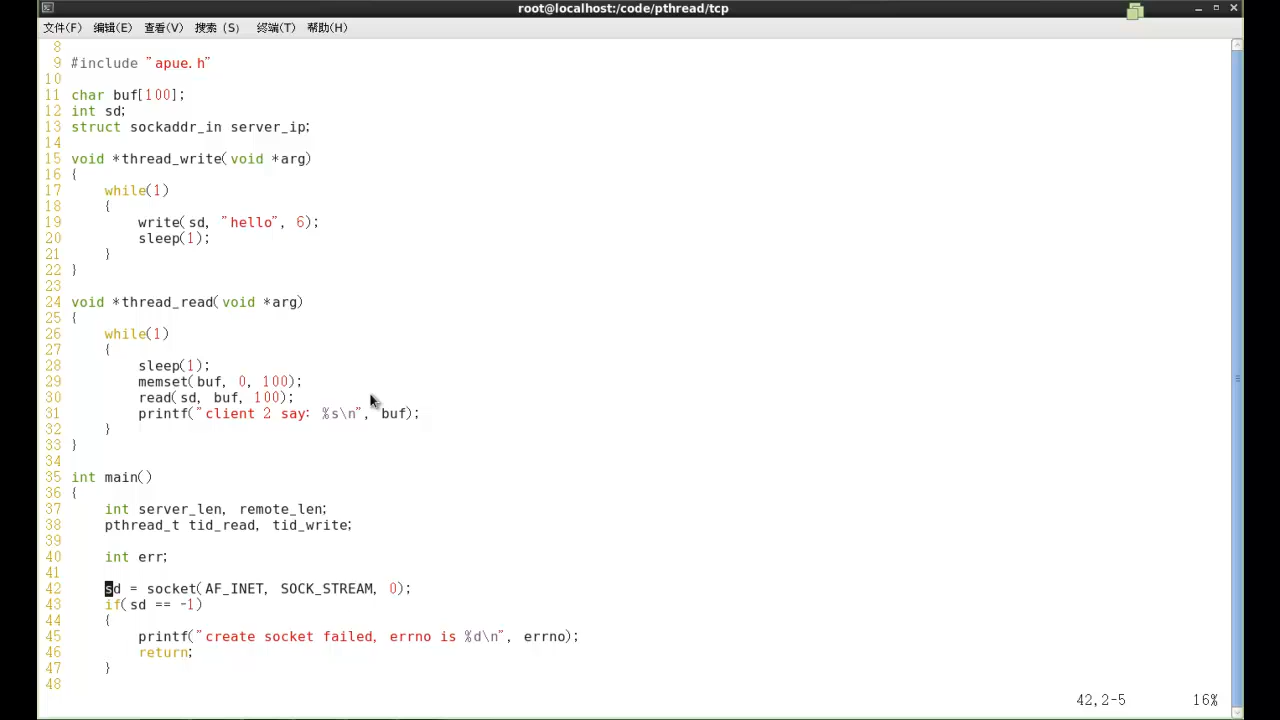 root@localhost:/code/pthread/tcp
文件(F) 编辑(E) 查看(V) 搜索 (S) 终端(T) 帮助(H)
8
9 #include "apue.h"
10
11 char buf[100];
12 int sd;
13 struct sockaddr_in server_ip;
14
15 void *thread_write(void *arg)
16 {
17     while(1)
18     {
19         write(sd, "hello", 6);
20         sleep(1);
21     }
22 }
23
24 void *thread_read(void *arg)
25 {
26     while(1)
27     {
28         sleep(1);
29         memset(buf, 0, 100);
30         read(sd, buf, 100);
31         printf("client 2 say: %s\n", buf);
32     }
33 }
34
35 int main()
36 {
37     int server_len, remote_len;
38     pthread_t tid_read, tid_write;
39
40     int err;
41
42     sd = socket(AF_INET, SOCK_STREAM, 0);
43     if(sd == -1)
44     {
45         printf("create socket failed, errno is %d\n", errno);
46         return;
47     }
48
42,2-5 16%